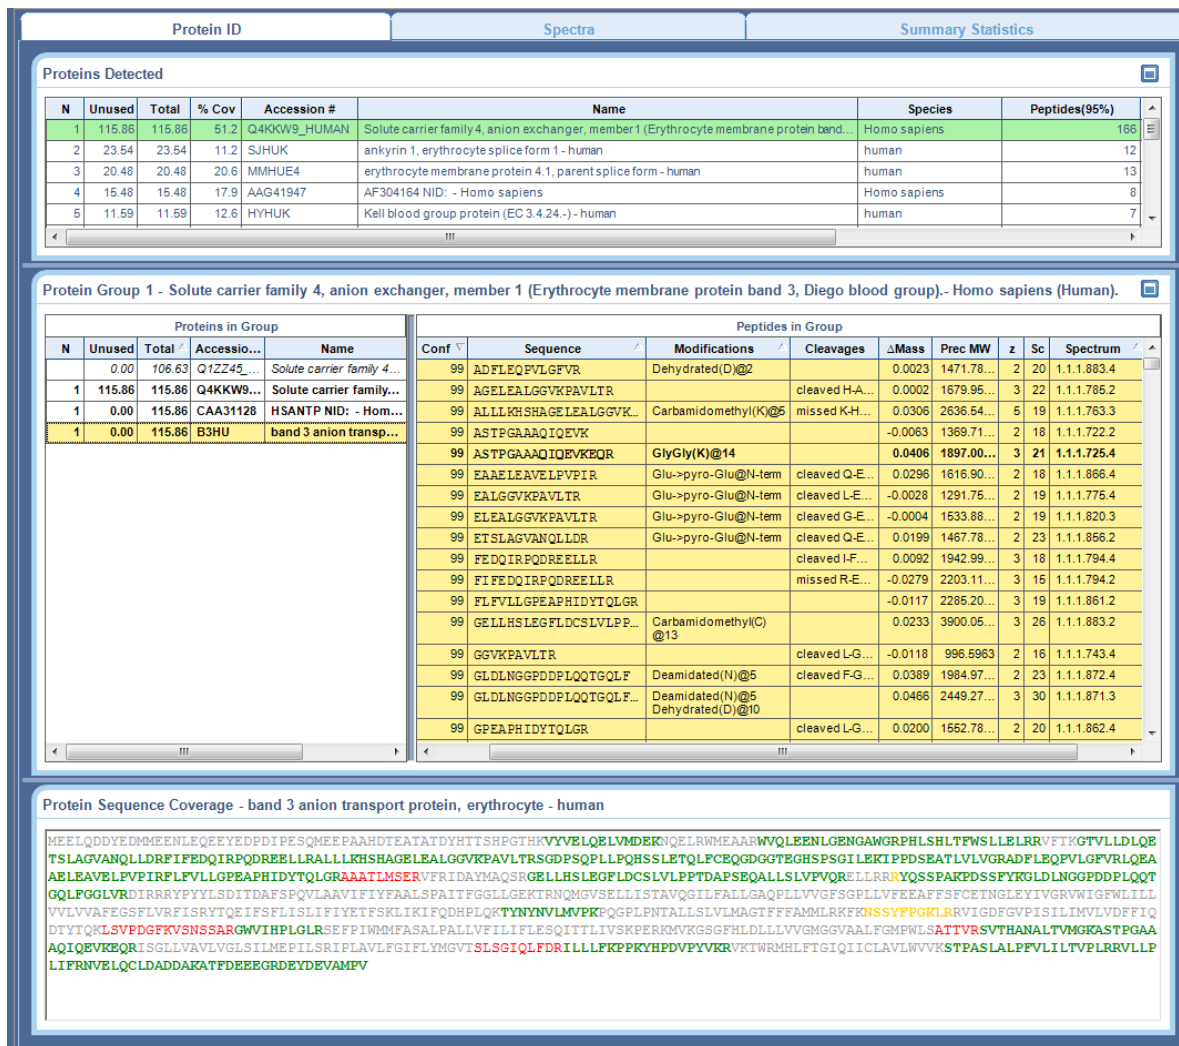 Protein ID Spectra Summary Statistics
Proteins Detected
N Unused Total % Cov Accession # Name Species Peptides(95%)
1 115.86 115.86 51.2 Q4KKW9_HUMAN Solute carrier family 4, anion exchanger, member 1 (Erythrocyte membrane protein band... Homo sapiens 166
2 23.54 23.54 11.2 SJHUK ankyrin 1, erythrocyte splice form 1 - human human 12
3 20.48 20.48 20.6 MMHUE4 erythrocyte membrane protein 4.1, parent splice form - human human 13
4 15.48 15.48 17.9 AAG41947 AF304164 NID: - Homo sapiens Homo sapiens 8
5 11.59 11.59 12.6 HYHUK Kell blood group protein (EC 3.4.24.-) - human human 7
Protein Group 1 - Solute carrier family 4, anion exchanger, member 1 (Erythrocyte membrane protein band 3, Diego blood group).- Homo sapiens (Human).
Proteins in Group
N Unused Total Accessio... Name
0.00 106.63 Q1ZZ45_... Solute carrier family 4...
1 115.86 115.86 Q4KKW9... Solute carrier family...
1 0.00 115.86 CAA31128 HSANTP NID: - Hom...
1 0.00 115.86 B3HU band 3 anion transp...
Peptides in Group
Conf Sequence Modifications Cleavages ΔMass Prec MW z Sc Spectrum
99 ADFLEQPVLGFVR Dehydrated(D)@2 0.0023 1471.78... 2 20 1.1.1.883.4
99 AGELEALGGVKPAVLTR cleaved H-A... 0.0002 1679.95... 3 22 1.1.1.785.2
99 ALLLKHSHAGELEALGGVK... Carbamidomethyl(K)@5 missed K-H... 0.0306 2636.54... 5 19 1.1.1.763.3
99 ASTPGAAAQIQEVK -0.0063 1369.71... 2 18 1.1.1.722.2
99 ASTPGAAAQIQEVKEQR GlyGly(K)@14 0.0406 1897.00... 3 21 1.1.1.725.4
99 EAAELEAVELPVPIR Glu->pyro-Glu@N-term cleaved Q-E... 0.0296 1616.90... 2 18 1.1.1.866.4
99 EALGGVKPAVLTR Glu->pyro-Glu@N-term cleaved L-E... -0.0028 1291.75... 2 19 1.1.1.775.4
99 ELEALGGVKPAVLTR Glu->pyro-Glu@N-term cleaved G-E... -0.0004 1533.88... 2 19 1.1.1.820.3
99 ETSLAGVANQLLDR Glu->pyro-Glu@N-term cleaved Q-E... 0.0199 1467.78... 2 23 1.1.1.856.2
99 FEDQIRPQDREELLR cleaved I-F... 0.0092 1942.99... 3 18 1.1.1.794.4
99 FIFEDQIRPQDREELLR missed R-E... -0.0279 2203.11... 3 15 1.1.1.794.2
99 FLFVLLGPEAPHIDYTQLGR -0.0117 2285.20... 3 19 1.1.1.861.2
99 GELLHSLEGFLDCSLVLPP... Carbamidomethyl(C) 0.0233 3900.05... 3 26 1.1.1.883.2
@13
99 GGVKPAVLTR cleaved L-G... -0.0118 996.5963 2 16 1.1.1.743.4
99 GLDLNGGPDDPLQQTGQLF Deamidated(N)@5 cleaved F-G... 0.0389 1984.97... 2 23 1.1.1.872.4
99 GLDLNGGPDDPLQQTGQLF... Deamidated(N)@5 0.0466 2449.27... 3 30 1.1.1.871.3
Dehydrated(D)@10
99 GPEAPHIDYTQLGR cleaved L-G... 0.0200 1552.78... 2 20 1.1.1.862.4
Protein Sequence Coverage - band 3 anion transport protein, erythrocyte - human
MEELQDDYEDMMEENLEQEEYEDPDIPESQMEEPAAHDTEATATDYHTTSHPGTHKVYVELQELVMDEKNQELRWMEAARWVQLEENLGENGAWGRPHLSHLTFWSLLELRRVFTKGTVLLDLQE
TSLAGVANQLLDRFIFEDQIRPQDREELLRALLLKHSHAGELEALGGVKPAVLTRSGDPSQPLLPQHSSLETQLFCEQGDGGTEGHSPSGILEKIPPDSEATLVLVGRADFLEQPVLGFVRLQEA
AELEAVELPVPIRFLFVLLGPEAPHIDYTQLGRAAATLMSERVFRIDAYMAQSRGELLHSLEGFLDCSLVLPPTDAPSEQALLSLVPVQRELLRRRYQSSPAKPDSSFYKGLDLNGGPDDPLQQT
GQLFGGLVRDIRRRYPYYLSDITDAFSPQVLAAVIFIYFAALSPAITFGGLLGEKTRNQMGVSELLISTAVQGILFALLGAQPLLVVGFSGPLLVFEEAFFSFCETNGLEYIVGRVWIGFWLILL
VVLVVAFEGSFLVRFISRYTQEIFSFLISLIFIYETFSKLIKIFQDHPLQKTYNYNVLMVPKPQGPLPNTALLSLVLMAGTFFFAMMLRKFKNSSYFPGKLRRVIGDFGVPISILIMVLVDFFIQ
DTYTQKLSVPDGFKVSNSSARGWVIHPLGLRSEFPIWMMFASALPALLVFILIFLESQITTLIVSKPERKMVKGSGFHLDLLLVVGMGGVAALFGMPWLSATTVRSVTHANALTVMGKASTPGAA
AQIQEVKEQRISGLLVAVLVGLSILMEPILSRIPLAVLFGIFLYMGVTSLSGIQLFDRILLLFKPPKYHPDVPYVKRVKTWRMHLFTGIQIICLAVLWVVKSTPASLALPFVLILTVPLRRVLLP
LIFRNVELQCLDADDAKATFDEEEGRDEYDEVAMPV